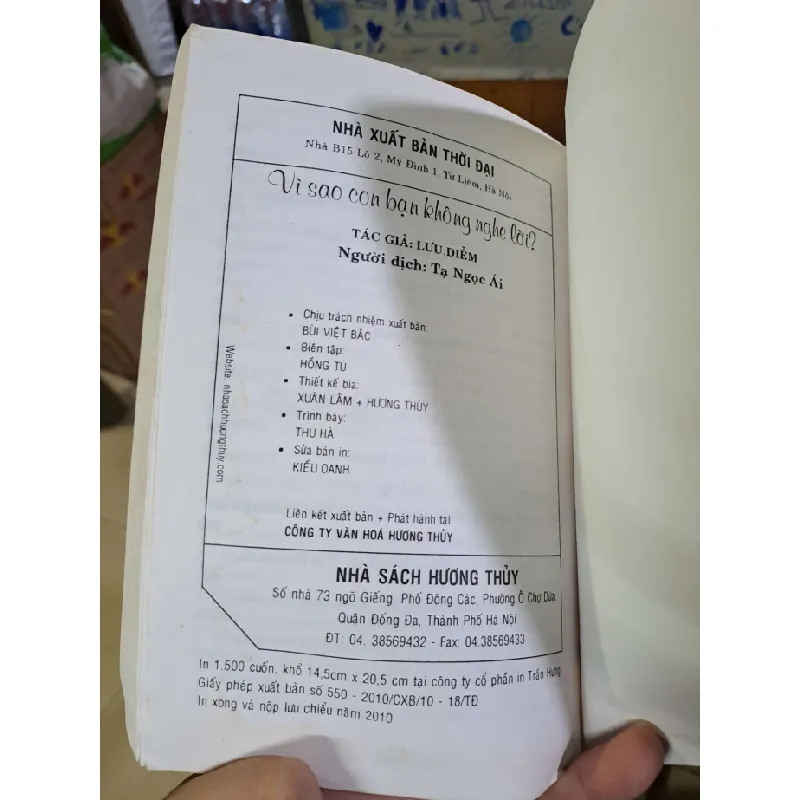 NHÀ XUẤT BẢN THỜI ĐẠI
Nhà B15 Lô 2, Mỹ Đình 1, Từ Liêm, Hà Nội
Vì sao con bạn không nghe lời?
TÁC GIẢ: LƯU DIỄM
Người dịch: Tạ Ngọc Ái
• Chịu trách nhiệm xuất bản:
BÙI VIỆT BẮC
• Biên tập:
HỒNG TÚ
• Thiết kế bìa:
XUÂN LÂM + HƯƠNG THỦY
• Trình bày:
THU HÀ
• Sửa bản in:
KIỀU OANH
Website: nhasachhuongthuy.com
Liên kết xuất bản + Phát hành tại:
CÔNG TY VĂN HOÁ HƯƠNG THỦY
NHÀ SÁCH HƯƠNG THỦY
Số nhà 73 ngõ Giếng, Phố Đông Các, Phường Ô Chợ Dừa
Quận Đống Đa, Thành Phố Hà Nội
ĐT: 04. 38569432 - Fax: 04.38569433
In 1.500 cuốn, khổ 14,5cm x 20,5 cm tại công ty cổ phần in Trần Hưng
Giấy phép xuất bản số 550 - 2010/CXB/10 - 18/TĐ
In xong và nộp lưu chiểu năm 2010